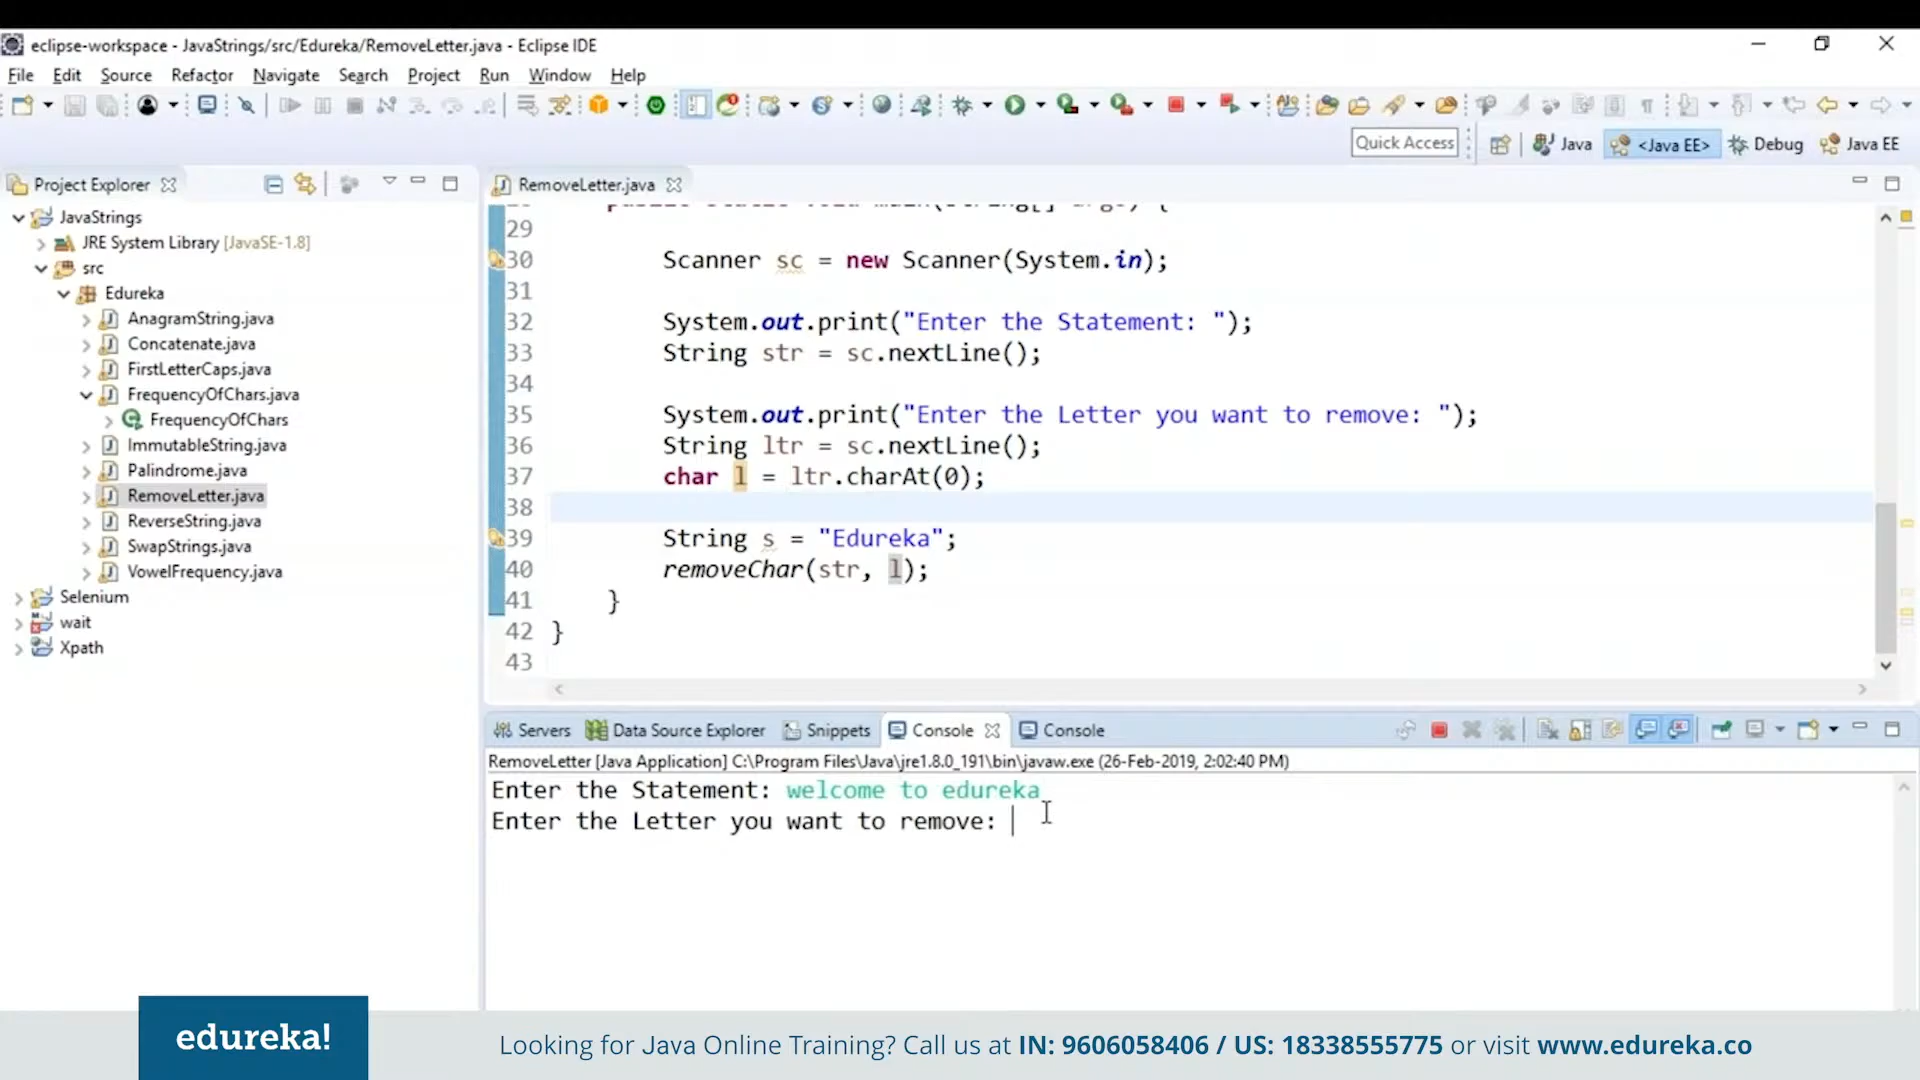 eclipse-workspace - JavaStrings/src/Edureka/RemoveLetter.java - Eclipse IDE
File Edit Source Refactor Navigate Search Project Run Window Help
Quick Access Java <Java EE> Debug Java EE
Project Explorer
JavaStrings
JRE System Library [JavaSE-1.8]
src
Edureka
AnagramString.java
Concatenate.java
FirstLetterCaps.java
FrequencyOfChars.java
FrequencyOfChars
ImmutableString.java
Palindrome.java
RemoveLetter.java
ReverseString.java
SwapStrings.java
VowelFrequency.java
Selenium
wait
Xpath
RemoveLetter.java
29
30 Scanner sc = new Scanner(System.in);
31
32 System.out.print("Enter the Statement: ");
33 String str = sc.nextLine();
34
35 System.out.print("Enter the Letter you want to remove: ");
36 String ltr = sc.nextLine();
37 char l = ltr.charAt(0);
38
39 String s = "Edureka";
40 removeChar(str, l);
41 }
42 }
43
Servers Data Source Explorer Snippets Console Console
RemoveLetter [Java Application] C:\Program Files\Java\jre1.8.0_191\bin\javaw.exe (26-Feb-2019, 2:02:40 PM)
Enter the Statement: welcome to edureka
Enter the Letter you want to remove:
edureka!
Looking for Java Online Training? Call us at IN: 9606058406 / US: 18338555775 or visit www.edureka.co